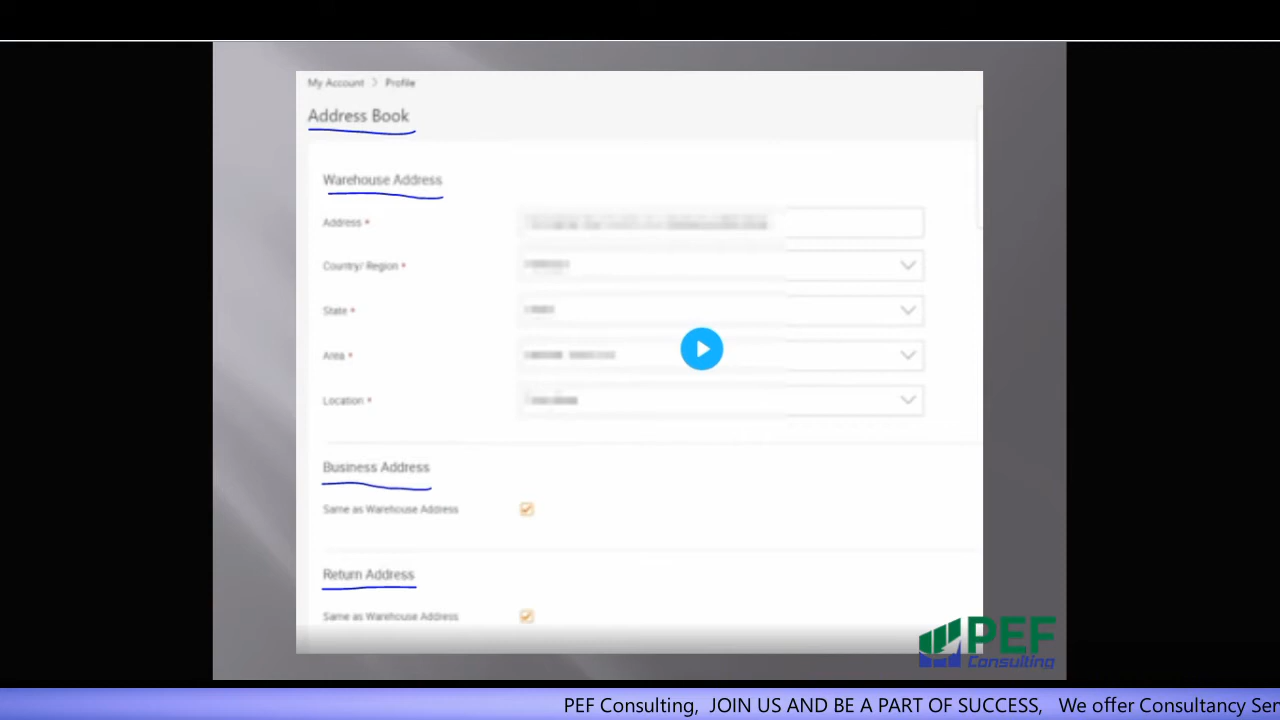 My Account > Profile
Address Book
Warehouse Address
Address *
Country/ Region *
State *
Area *
Location *
Business Address
Same as Warehouse Address
Return Address
Same as Warehouse Address
PEF
Consulting
PEF Consulting, JOIN US AND BE A PART OF SUCCESS, We offer Consultancy Ser